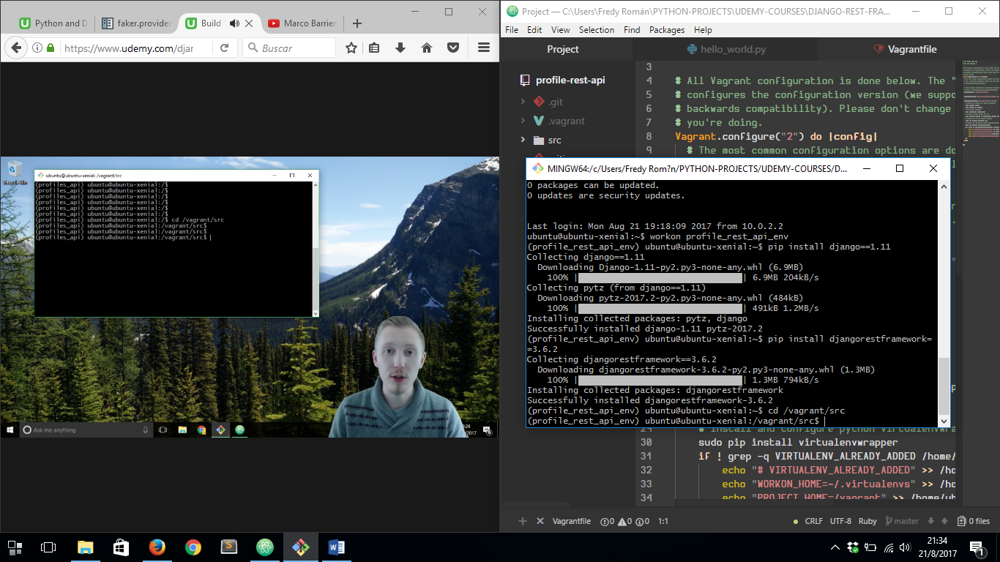 Python and D
faker.provider
Build
Marco Barrier
https://www.udemy.com/djar
Buscar
Recycle Bin
ubuntu@ubuntu-xenial: /vagrant/src
(profiles_api) ubuntu@ubuntu-xenial:/$
(profiles_api) ubuntu@ubuntu-xenial:/$
(profiles_api) ubuntu@ubuntu-xenial:/$
(profiles_api) ubuntu@ubuntu-xenial:/$
(profiles_api) ubuntu@ubuntu-xenial:/$
(profiles_api) ubuntu@ubuntu-xenial:/$
(profiles_api) ubuntu@ubuntu-xenial:/$ cd /vagrant/src
(profiles_api) ubuntu@ubuntu-xenial:/vagrant/src$
(profiles_api) ubuntu@ubuntu-xenial:/vagrant/src$
(profiles_api) ubuntu@ubuntu-xenial:/vagrant/src$
Ask me anything
Project — C:\Users\Fredy Román\PYTHON-PROJECTS\UDEMY-COURSES\DJANGO-REST-FRA...
File Edit View Selection Find Packages Help
Project
hello_world.py
Vagrantfile
profile-rest-api
.git
.vagrant
src
3
4 # All Vagrant configuration is done below. The "
5 # configures the configuration version (we suppo
6 # backwards compatibility). Please don't change
7 # you're doing.
8 Vagrant.configure("2") do |config|
9 # The most common configuration options are do
MINGW64:/c/Users/Fredy Rom?n/PYTHON-PROJECTS/UDEMY-COURSES/D...
0 packages can be updated.
0 updates are security updates.
Last login: Mon Aug 21 19:18:09 2017 from 10.0.2.2
ubuntu@ubuntu-xenial:~$ workon profile_rest_api_env
(profile_rest_api_env) ubuntu@ubuntu-xenial:~$ pip install django==1.11
Collecting django==1.11
Downloading Django-1.11-py2.py3-none-any.whl (6.9MB)
100% | | 6.9MB 204kB/s
Collecting pytz (from django==1.11)
Downloading pytz-2017.2-py2.py3-none-any.whl (484kB)
100% | | 491kB 1.2MB/s
Installing collected packages: pytz, django
Successfully installed django-1.11 pytz-2017.2
(profile_rest_api_env) ubuntu@ubuntu-xenial:~$ pip install djangorestframework=
=3.6.2
Collecting djangorestframework==3.6.2
Downloading djangorestframework-3.6.2-py2.py3-none-any.whl (1.3MB)
100% | | 1.3MB 794kB/s
Installing collected packages: djangorestframework
Successfully installed djangorestframework-3.6.2
(profile_rest_api_env) ubuntu@ubuntu-xenial:~$ cd /vagrant/src
(profile_rest_api_env) ubuntu@ubuntu-xenial:/vagrant/src$
30 sudo pip install virtualenvwrapper
31 if ! grep -q VIRTUALENV_ALREADY_ADDED /home/
32 echo "# VIRTUALENV_ALREADY_ADDED" >> /ho
33 echo "WORKON_HOME=~/.virtualenvs" >> /ho
34 echo "PROJECT_HOME=/vagrant" >> /home/ub
Vagrantfile 0 0 0 1:1
CRLF UTF-8 Ruby master 0 files
21:34
21/8/2017
1